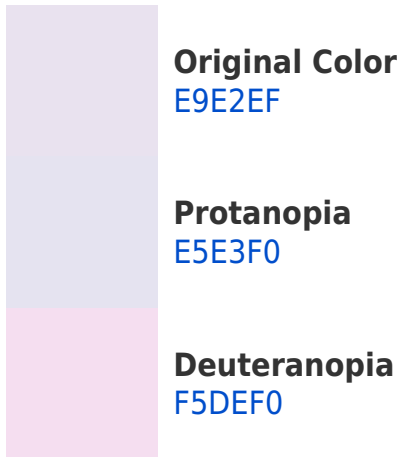 Original Color
E9E2EF
Protanopia
E5E3F0
Deuteranopia
F5DEF0